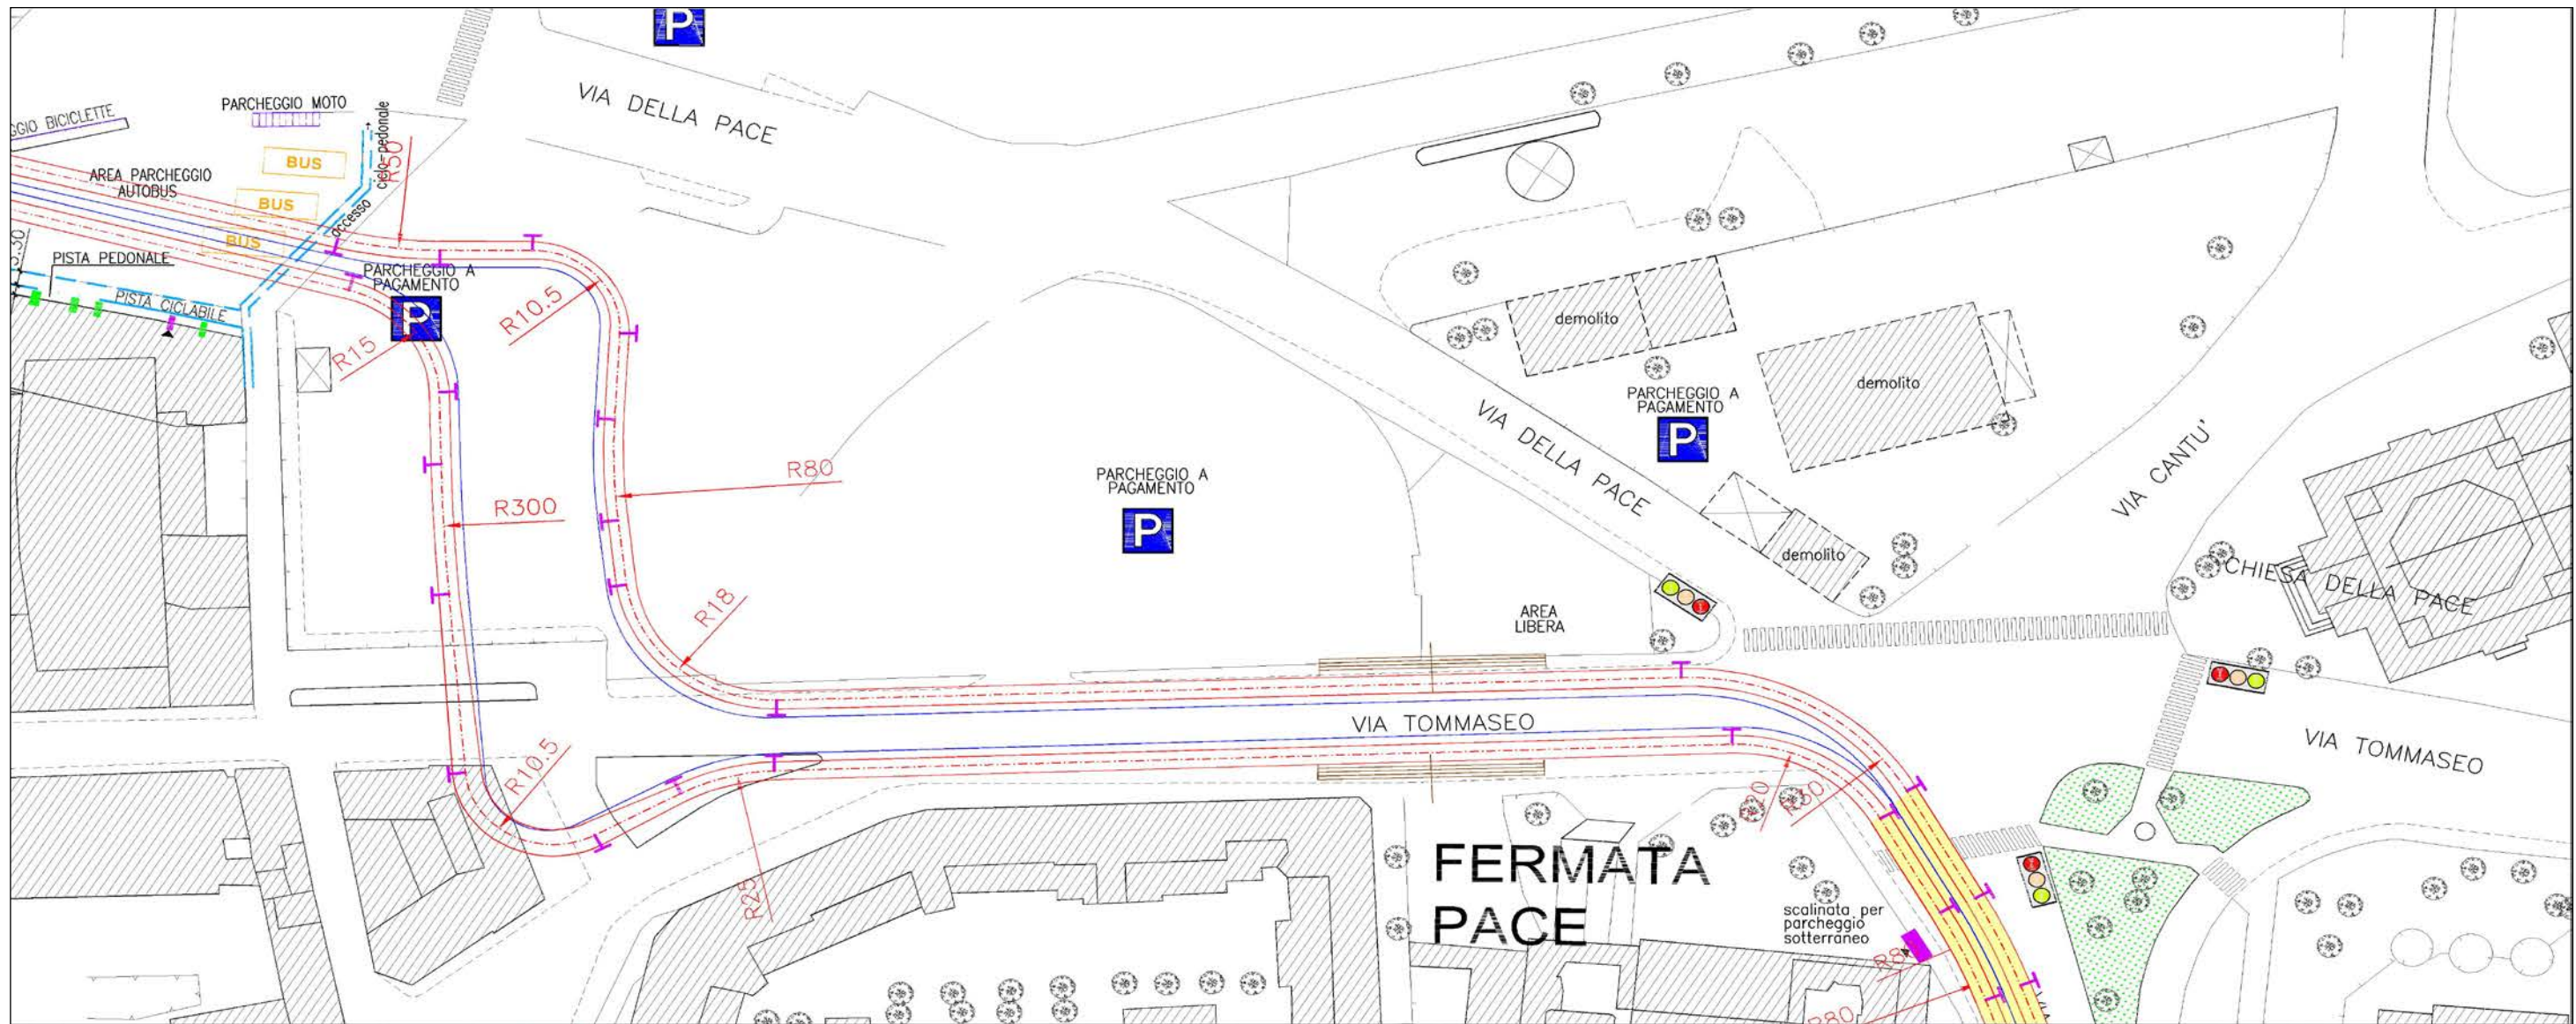 P
VIA DELLA PACE
PARCHEGGIO MOTO
GGIO BICICLETTE
ciclo-pedonale
R50
BUS
AREA PARCHEGGIO
AUTOBUS
BUS
accesso
BUS
PISTA PEDONALE
PISTA CICLABILE
PARCHEGGIO A
PAGAMENTO
P
R10.5
R15
demolito
demolito
PARCHEGGIO A
PAGAMENTO
P
VIA DELLA PACE
VIA CANTU'
R80
R300
PARCHEGGIO A
PAGAMENTO
P
demolito
CHIESA DELLA PACE
R18
AREA
LIBERA
VIA TOMMASEO
VIA TOMMASEO
R10.5
R25
FERMATA
PACE
scalinata per
parcheggio
sotterraneo
R80